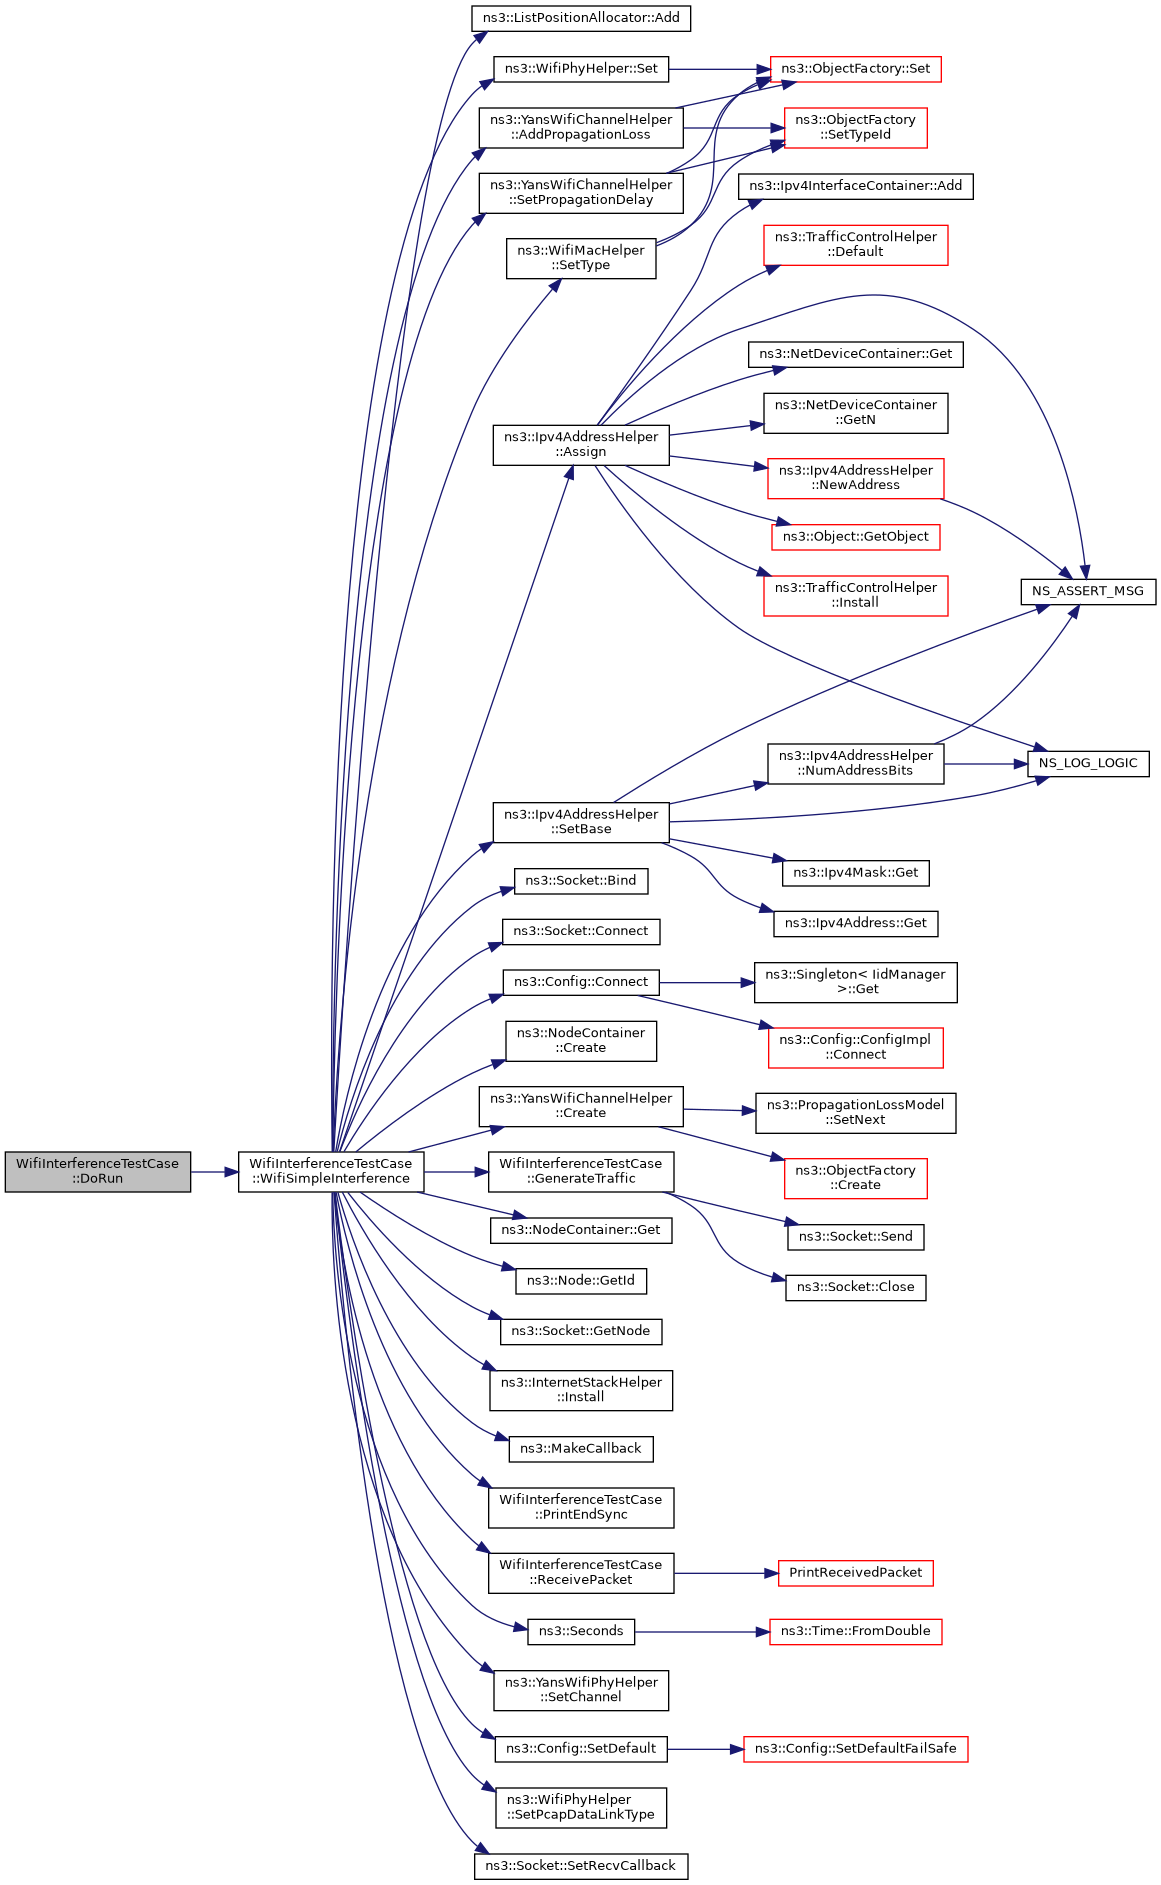 WifiInterferenceTestCase
::DoRun
WifiInterferenceTestCase
::WifiSimpleInterference
ns3::ListPositionAllocator::Add
ns3::WifiPhyHelper::Set
ns3::YansWifiChannelHelper
::AddPropagationLoss
ns3::YansWifiChannelHelper
::SetPropagationDelay
ns3::WifiMacHelper
::SetType
ns3::Ipv4AddressHelper
::Assign
ns3::Ipv4AddressHelper
::SetBase
ns3::Socket::Bind
ns3::Socket::Connect
ns3::Config::Connect
ns3::NodeContainer
::Create
ns3::YansWifiChannelHelper
::Create
WifiInterferenceTestCase
::GenerateTraffic
ns3::NodeContainer::Get
ns3::Node::GetId
ns3::Socket::GetNode
ns3::InternetStackHelper
::Install
ns3::MakeCallback
WifiInterferenceTestCase
::PrintEndSync
WifiInterferenceTestCase
::ReceivePacket
ns3::Seconds
ns3::YansWifiPhyHelper
::SetChannel
ns3::Config::SetDefault
ns3::WifiPhyHelper
::SetPcapDataLinkType
ns3::Socket::SetRecvCallback
ns3::ObjectFactory::Set
ns3::ObjectFactory
::SetTypeId
ns3::Ipv4InterfaceContainer::Add
ns3::TrafficControlHelper
::Default
ns3::NetDeviceContainer::Get
ns3::NetDeviceContainer
::GetN
ns3::Ipv4AddressHelper
::NewAddress
ns3::Object::GetObject
ns3::TrafficControlHelper
::Install
ns3::Ipv4AddressHelper
::NumAddressBits
ns3::Ipv4Mask::Get
ns3::Ipv4Address::Get
ns3::Singleton< IidManager
>::Get
ns3::Config::ConfigImpl
::Connect
ns3::PropagationLossModel
::SetNext
ns3::ObjectFactory
::Create
ns3::Socket::Send
ns3::Socket::Close
PrintReceivedPacket
ns3::Time::FromDouble
ns3::Config::SetDefaultFailSafe
NS_ASSERT_MSG
NS_LOG_LOGIC